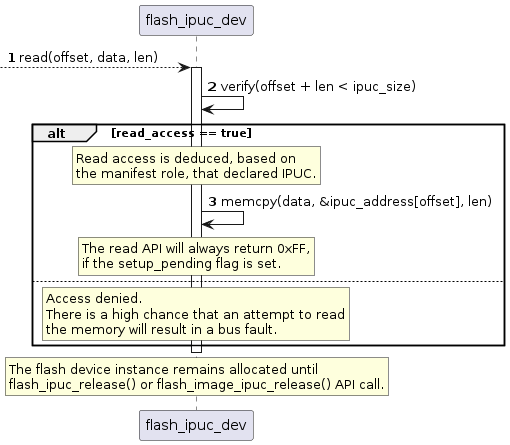 flash_ipuc_dev
1 read(offset, data, len)
2 verify(offset + len < ipuc_size)
alt [read_access == true]
Read access is deduced, based on
the manifest role, that declared IPUC.
3 memcpy(data, &ipuc_address[offset], len)
The read API will always return 0xFF,
if the setup_pending flag is set.
Access denied.
There is a high chance that an attempt to read
the memory will result in a bus fault.
The flash device instance remains allocated until
flash_ipuc_release() or flash_image_ipuc_release() API call.
flash_ipuc_dev